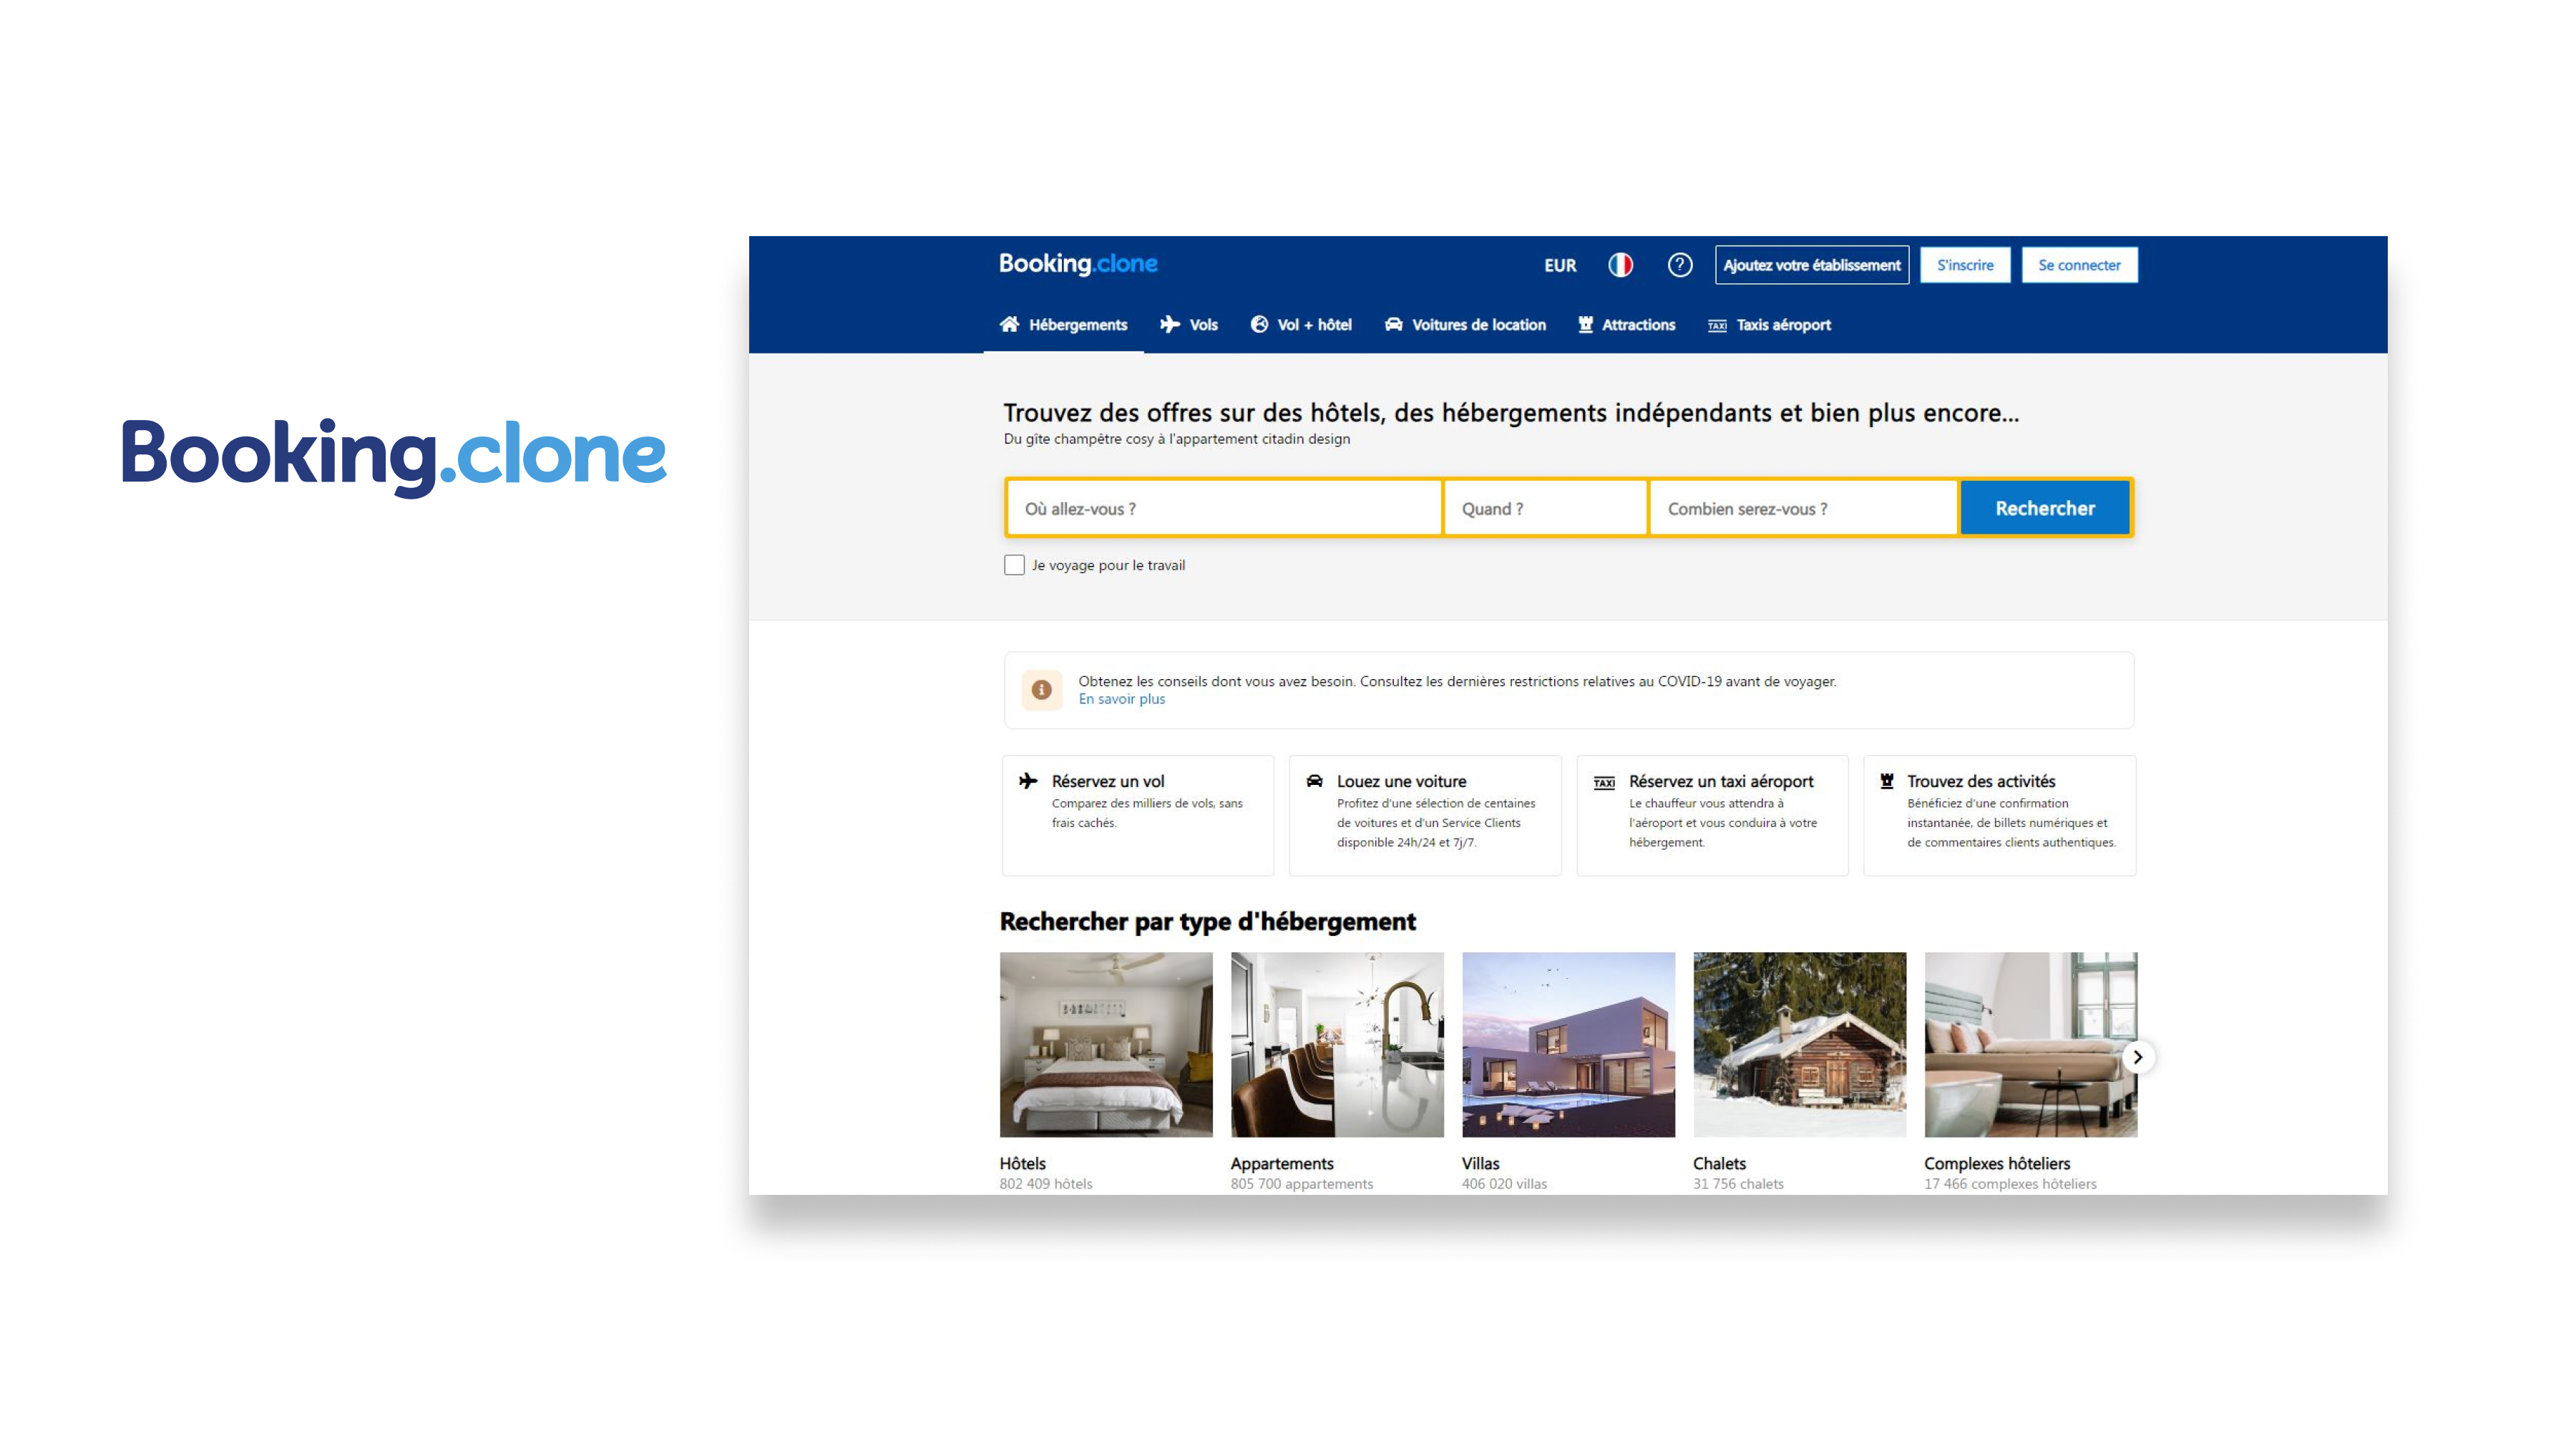 Booking.clone
Booking.clone
EUR
Ajoutez votre établissement
S'inscrire
Se connecter
Hébergements
Vols
Vol + hôtel
Voitures de location
Attractions
TAXI
Taxis aéroport
Trouvez des offres sur des hôtels, des hébergements indépendants et bien plus encore...
Du gîte champêtre cosy à l'appartement citadin design
Où allez-vous ?
Quand ?
Combien serez-vous ?
Rechercher
Je voyage pour le travail
Obtenez les conseils dont vous avez besoin. Consultez les dernières restrictions relatives au COVID-19 avant de voyager.
En savoir plus
Réservez un vol
Comparez des milliers de vols, sans
frais cachés.
Louez une voiture
Profitez d'une sélection de centaines
de voitures et d'un Service Clients
disponible 24h/24 et 7j/7.
TAXI
Réservez un taxi aéroport
Le chauffeur vous attendra à
l'aéroport et vous conduira à votre
hébergement.
Trouvez des activités
Bénéficiez d'une confirmation
instantanée, de billets numériques et
de commentaires clients authentiques.
Rechercher par type d'hébergement
Hôtels
802 409 hôtels
Appartements
805 700 appartements
Villas
406 020 villas
Chalets
31 756 chalets
Complexes hôteliers
17 466 complexes hôteliers